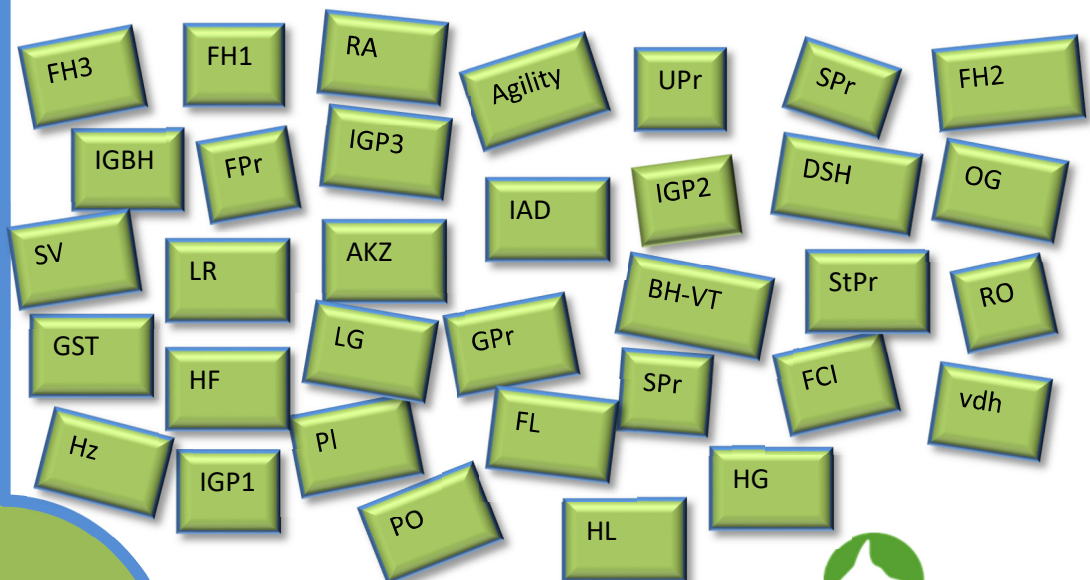 FH3
FH1
RA
Agility
UPr
SPr
FH2
IGBH
FPr
IGP3
IAD
IGP2
DSH
OG
SV
LR
AKZ
BH-VT
StPr
RO
GST
HF
LG
GPr
SPr
FCI
vdh
Hz
IGP1
PI
FL
PO
HL
HG